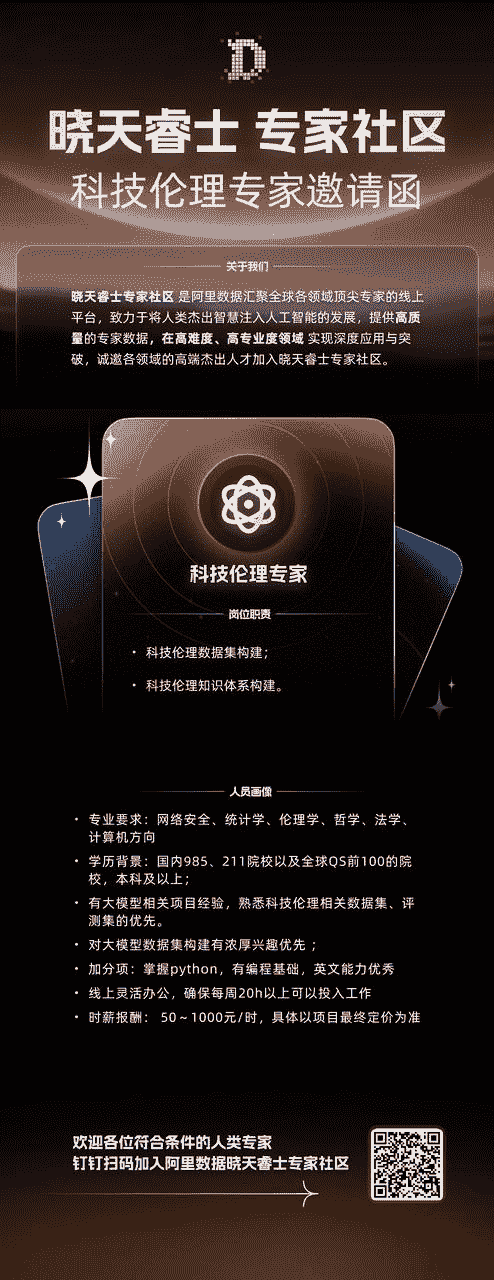 D
晓天睿士 专家社区
科技伦理专家邀请函
关于我们
晓天睿士专家社区 是阿里数据汇聚全球各领域顶尖专家的线上
平台，致力于将人类杰出智慧注入人工智能的发展，提供高质
量的专家数据，在高难度、高专业度领域 实现深度应用与突
破，诚邀各领域的高端杰出人才加入晓天睿士专家社区。
科技伦理专家
岗位职责
• 科技伦理数据集构建；
• 科技伦理知识体系构建。
人员画像
• 专业要求：网络安全、统计学、伦理学、哲学、法学、
计算机方向
• 学历背景：国内985、211院校以及全球QS前100的院
校，本科及以上；
• 有大模型相关项目经验，熟悉科技伦理相关数据集、评
测集的优先。
• 对大模型数据集构建有浓厚兴趣优先 ；
• 加分项：掌握python，有编程基础，英文能力优秀
• 线上灵活办公，确保每周20h以上可以投入工作
• 时薪报酬： 50～1000元/时，具体以项目最终定价为准
欢迎各位符合条件的人类专家
钉钉扫码加入阿里数据晓天睿士专家社区